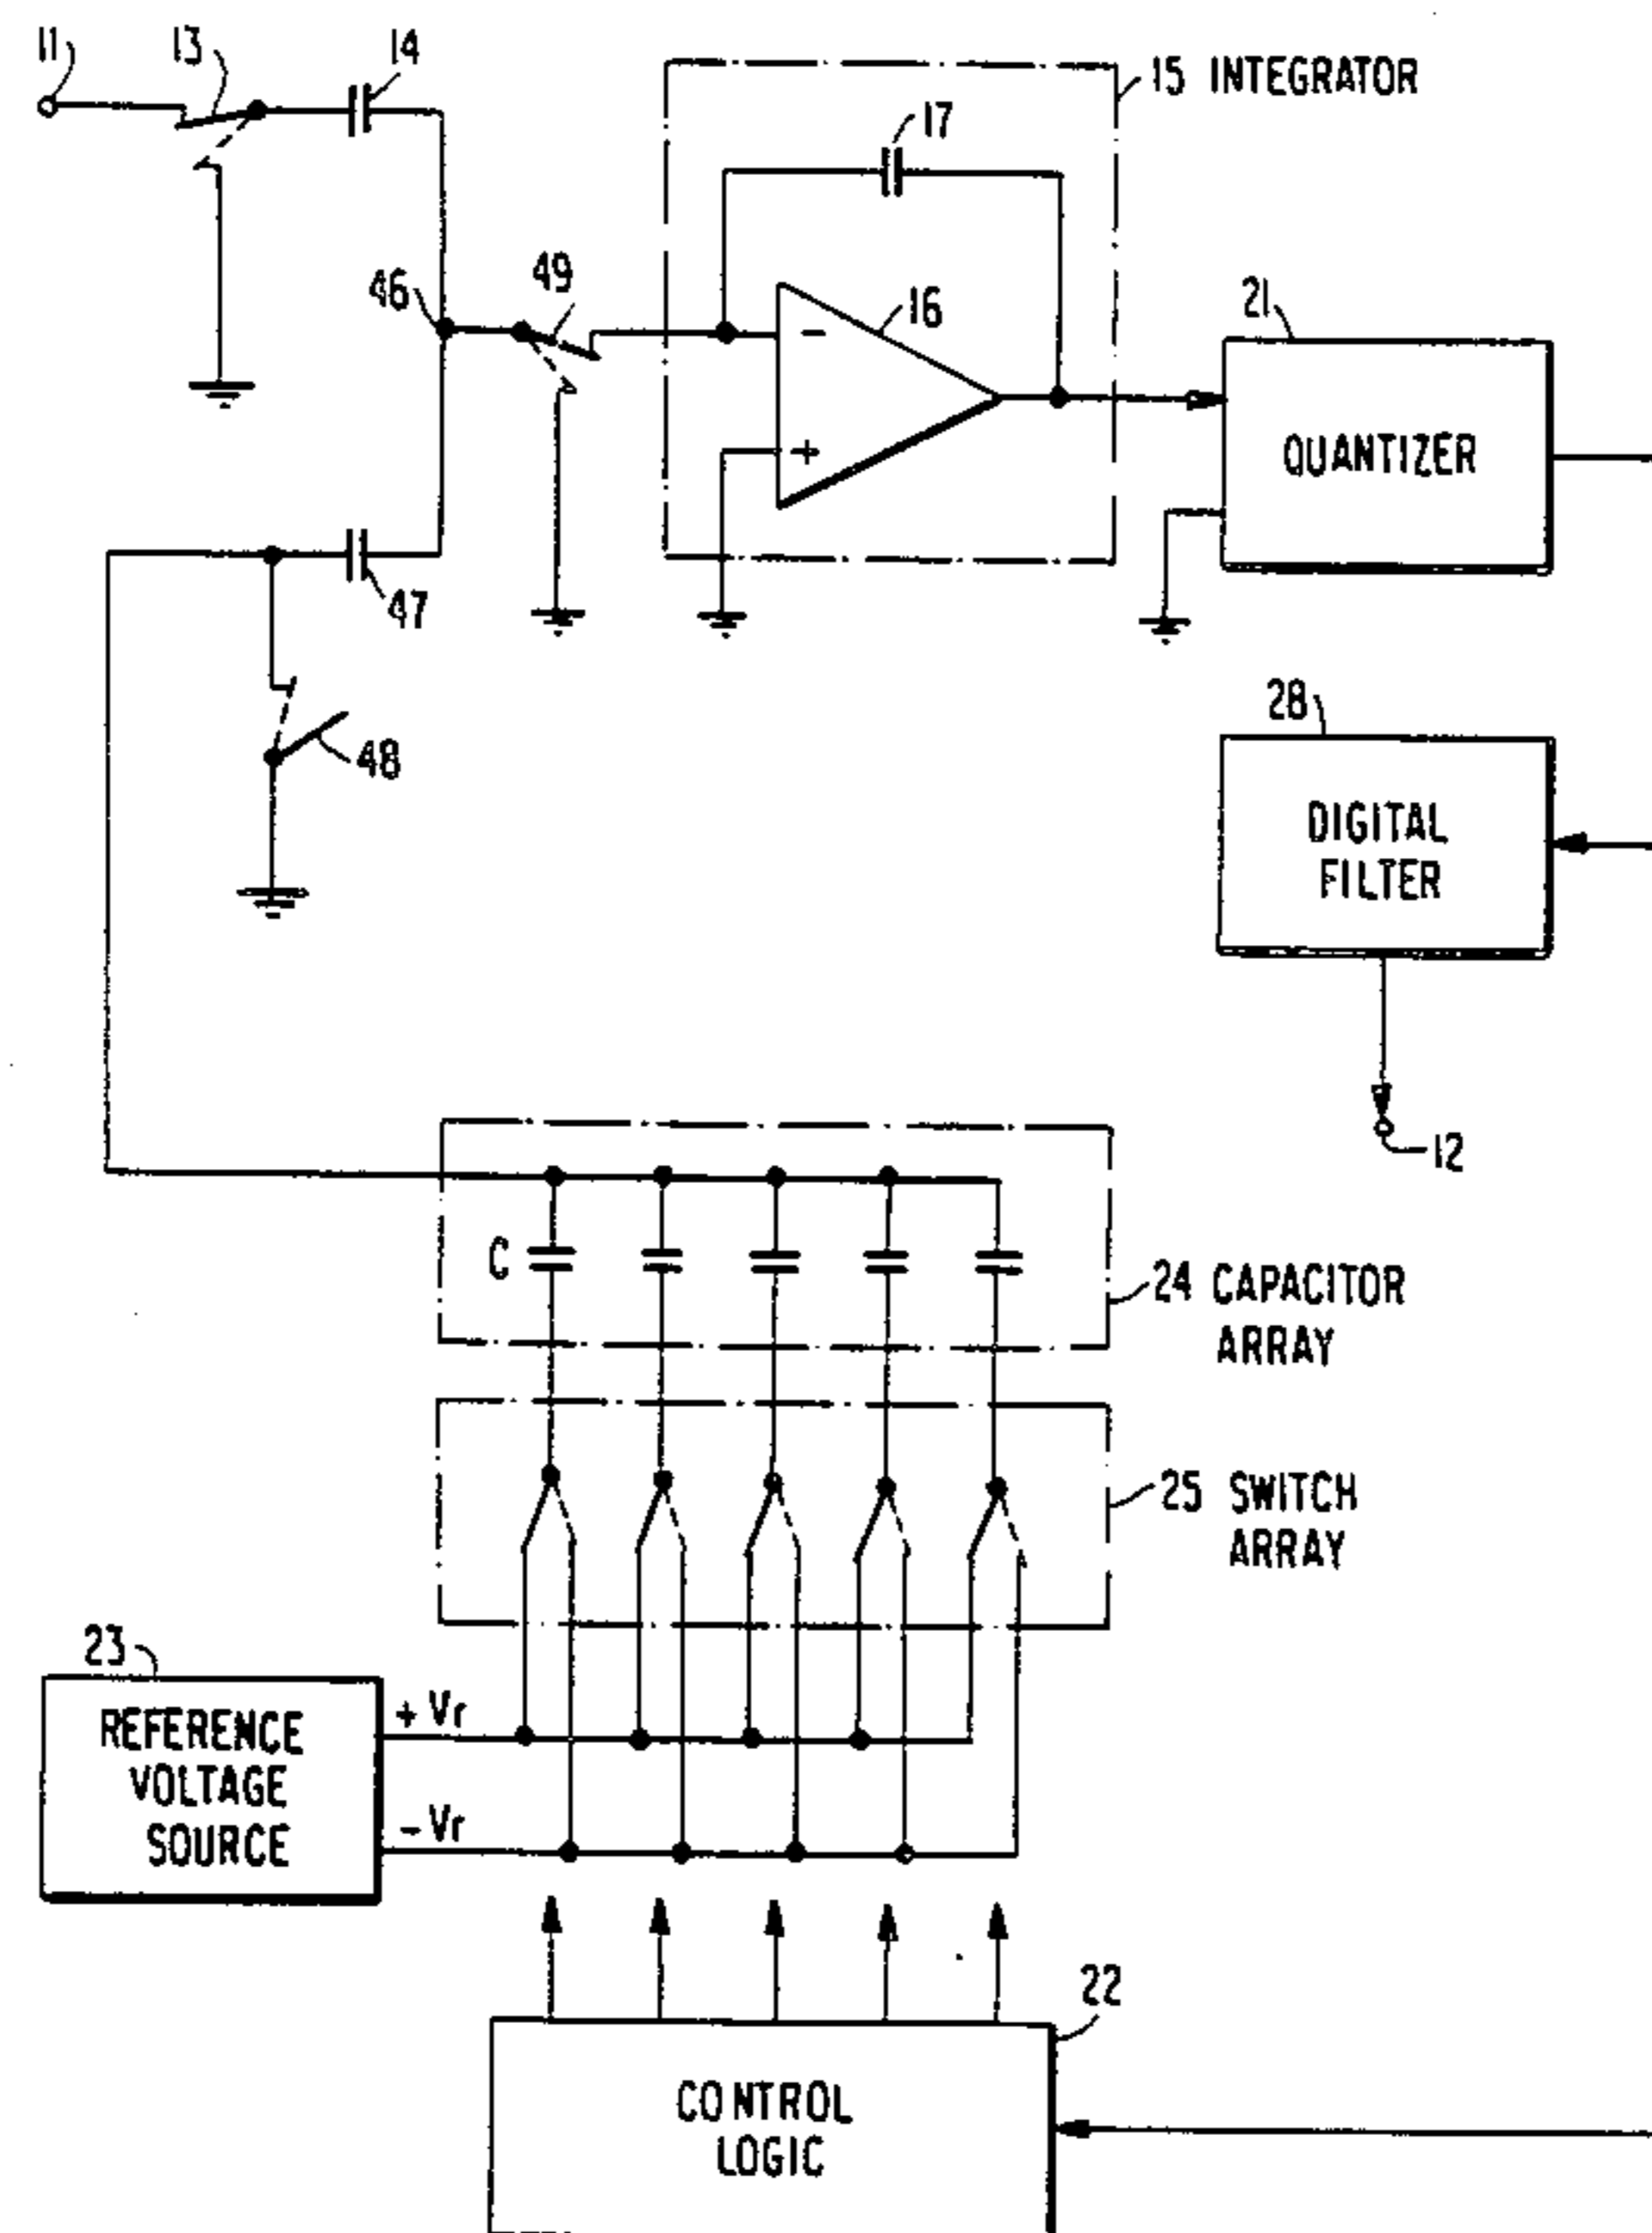 11
13
14
15 INTEGRATOR
17
46
49
-
16
+
21
QUANTIZER
47
48
28
DIGITAL
FILTER
12
C
24 CAPACITOR
ARRAY
25 SWITCH
ARRAY
23
REFERENCE
VOLTAGE
SOURCE
+ Vr
- Vr
22
CONTROL
LOGIC